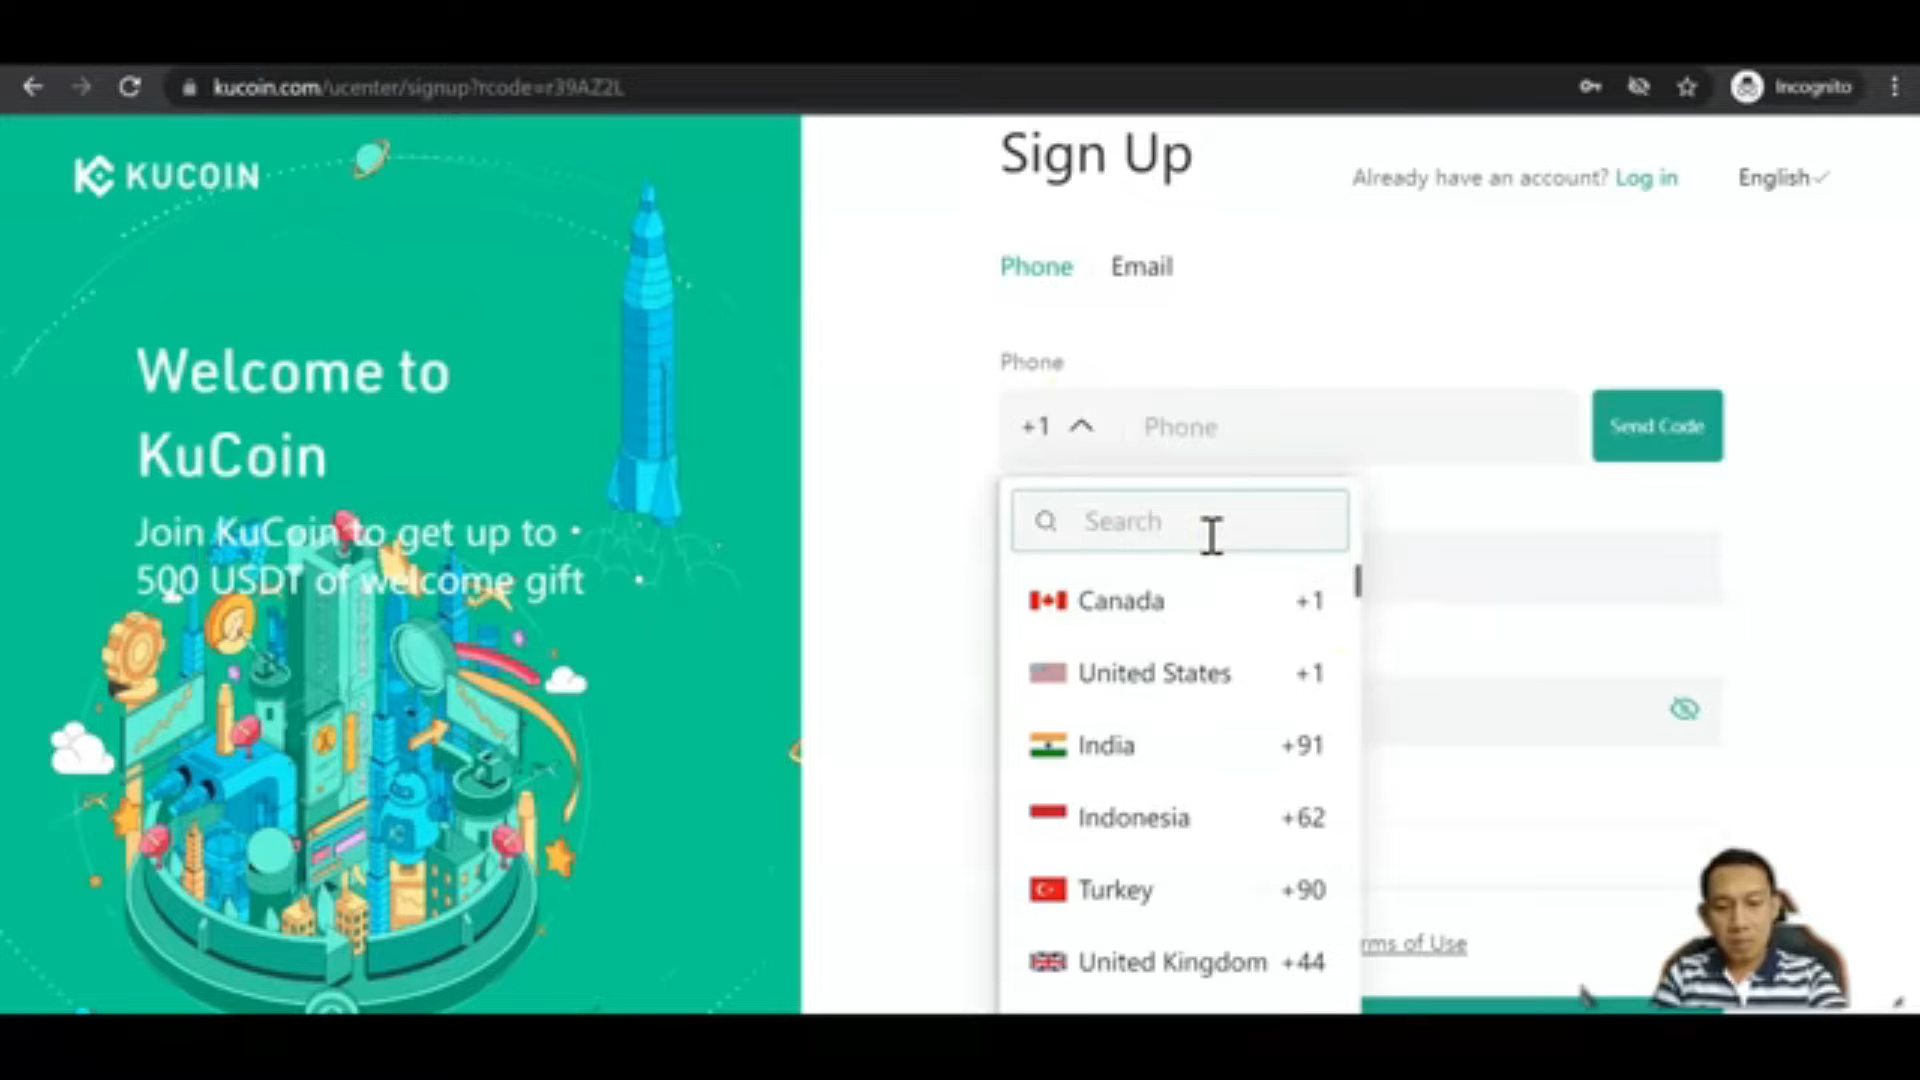 kucoin.com/ucenter/signup?rcode=r39AZ2L
Incognito
KUCOIN
Sign Up
Already have an account? Log in
English
Phone
Email
Welcome to
KuCoin
Phone
+1
Phone
Send Code
Join KuCoin to get up to
500 USDT of welcome gift
Search
Canada +1
United States +1
India +91
Indonesia +62
Turkey +90
United Kingdom +44
rms of Use